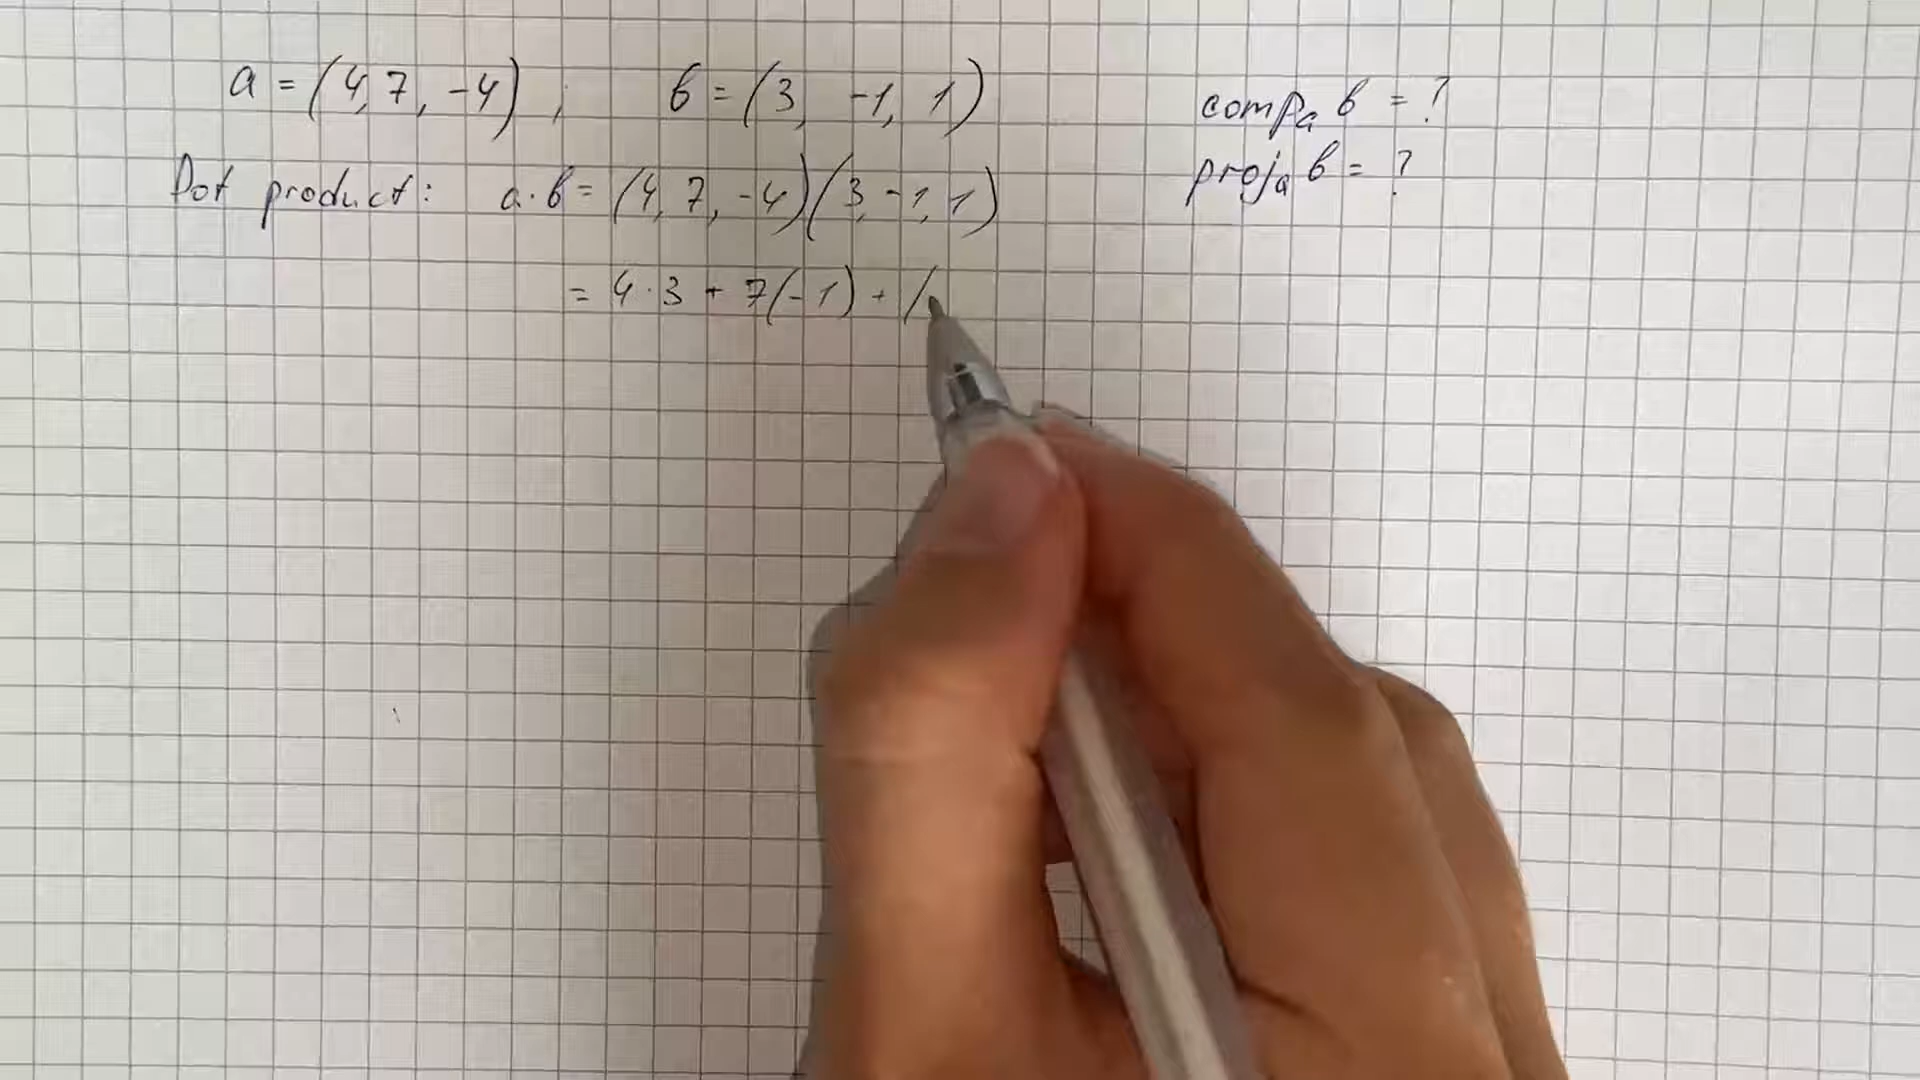 a = (4, 7, -4) ; b = (3, -1, 1)
comp_a b = ?
proj_a b = ?
Dot product: a·b = (4, 7, -4)(3, -1, 1)
= 4·3 + 7(-1) + (